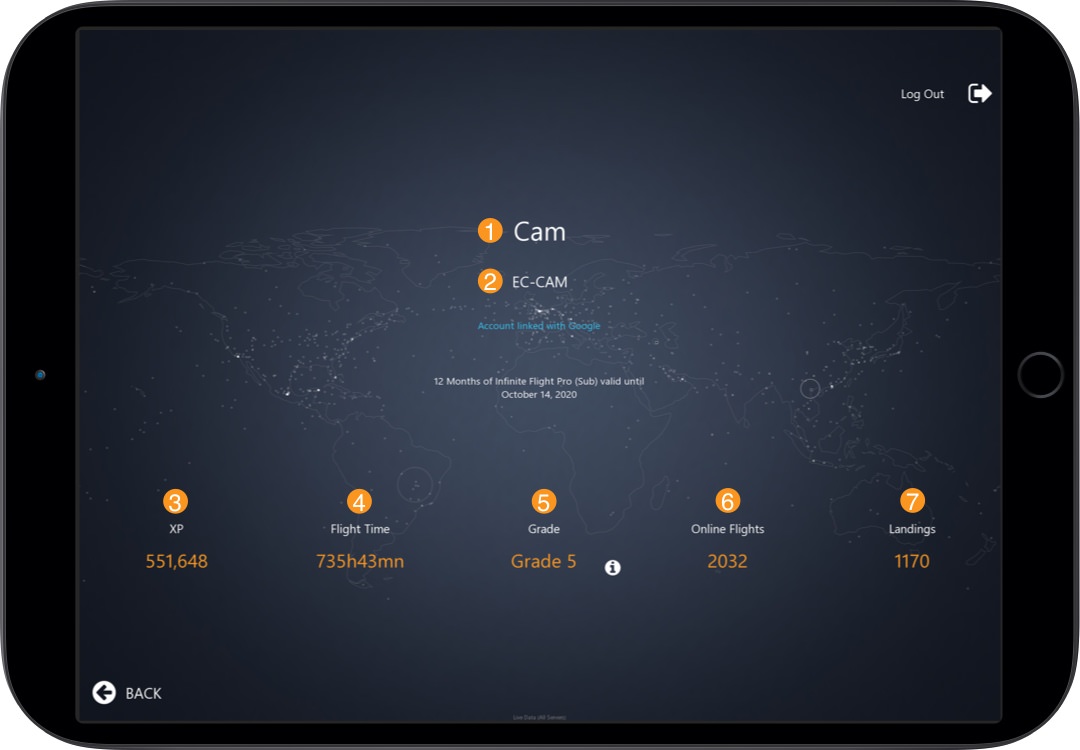 Log Out
1 Cam
2 EC-CAM
Account linked with Google
12 Months of Infinite Flight Pro (Sub) valid until
October 14, 2020
3 4 5 6 7
XP Flight Time Grade Online Flights Landings
551,648 735h43mn Grade 5 i 2032 1170
BACK
Live Data JAR Servers